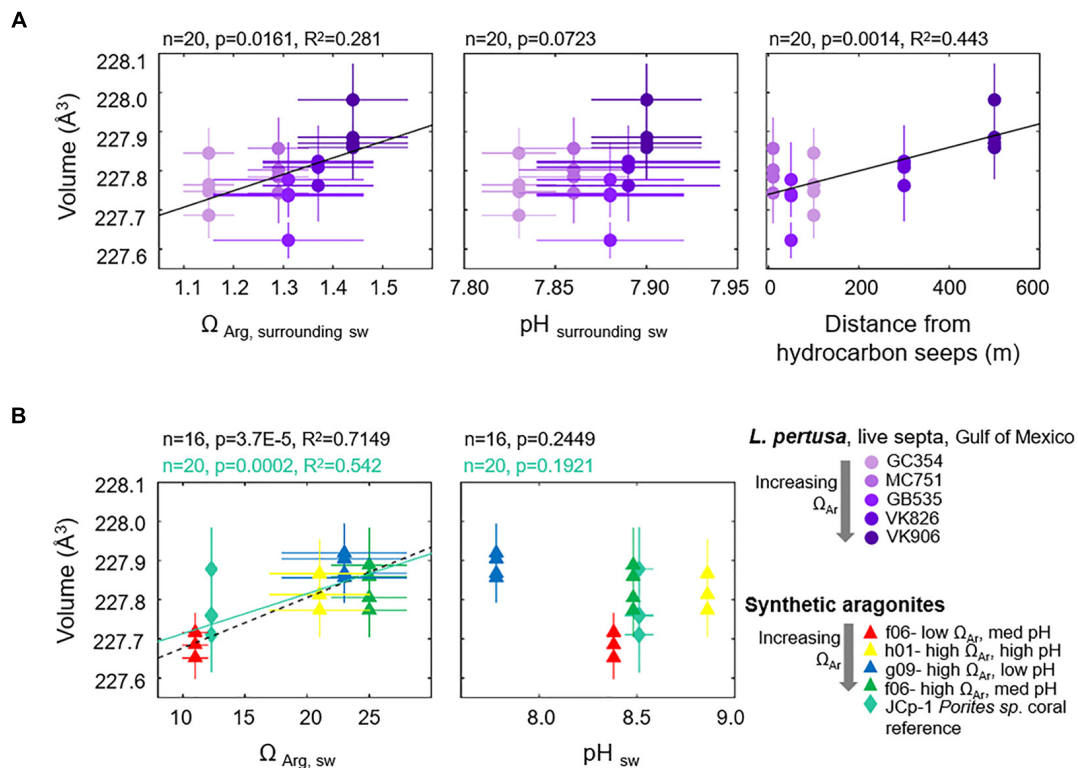 A
n=20, p=0.0161, R²=0.281
n=20, p=0.0723
n=20, p=0.0014, R²=0.443
Volume (Å³)
228.1
228.0
227.9
227.8
227.7
227.6
1.1 1.2 1.3 1.4 1.5
Ω Arg, surrounding sw
7.80 7.85 7.90 7.95
pH surrounding sw
0 200 400 600
Distance from
hydrocarbon seeps (m)
B
n=16, p=3.7E-5, R²=0.7149
n=20, p=0.0002, R²=0.542
n=16, p=0.2449
n=20, p=0.1921
Volume (Å³)
228.1
228.0
227.9
227.8
227.7
227.6
10 15 20 25
Ω Arg, sw
8.0 8.5 9.0
pH sw
L. pertusa, live septa, Gulf of Mexico
Increasing
Ω Ar
GC354
MC751
GB535
VK826
VK906
Synthetic aragonites
Increasing
Ω Ar
f06- low Ω Ar, med pH
h01- high Ω Ar, high pH
g09- high Ω Ar, low pH
f06- high Ω Ar, med pH
JCp-1 Porites sp. coral
reference